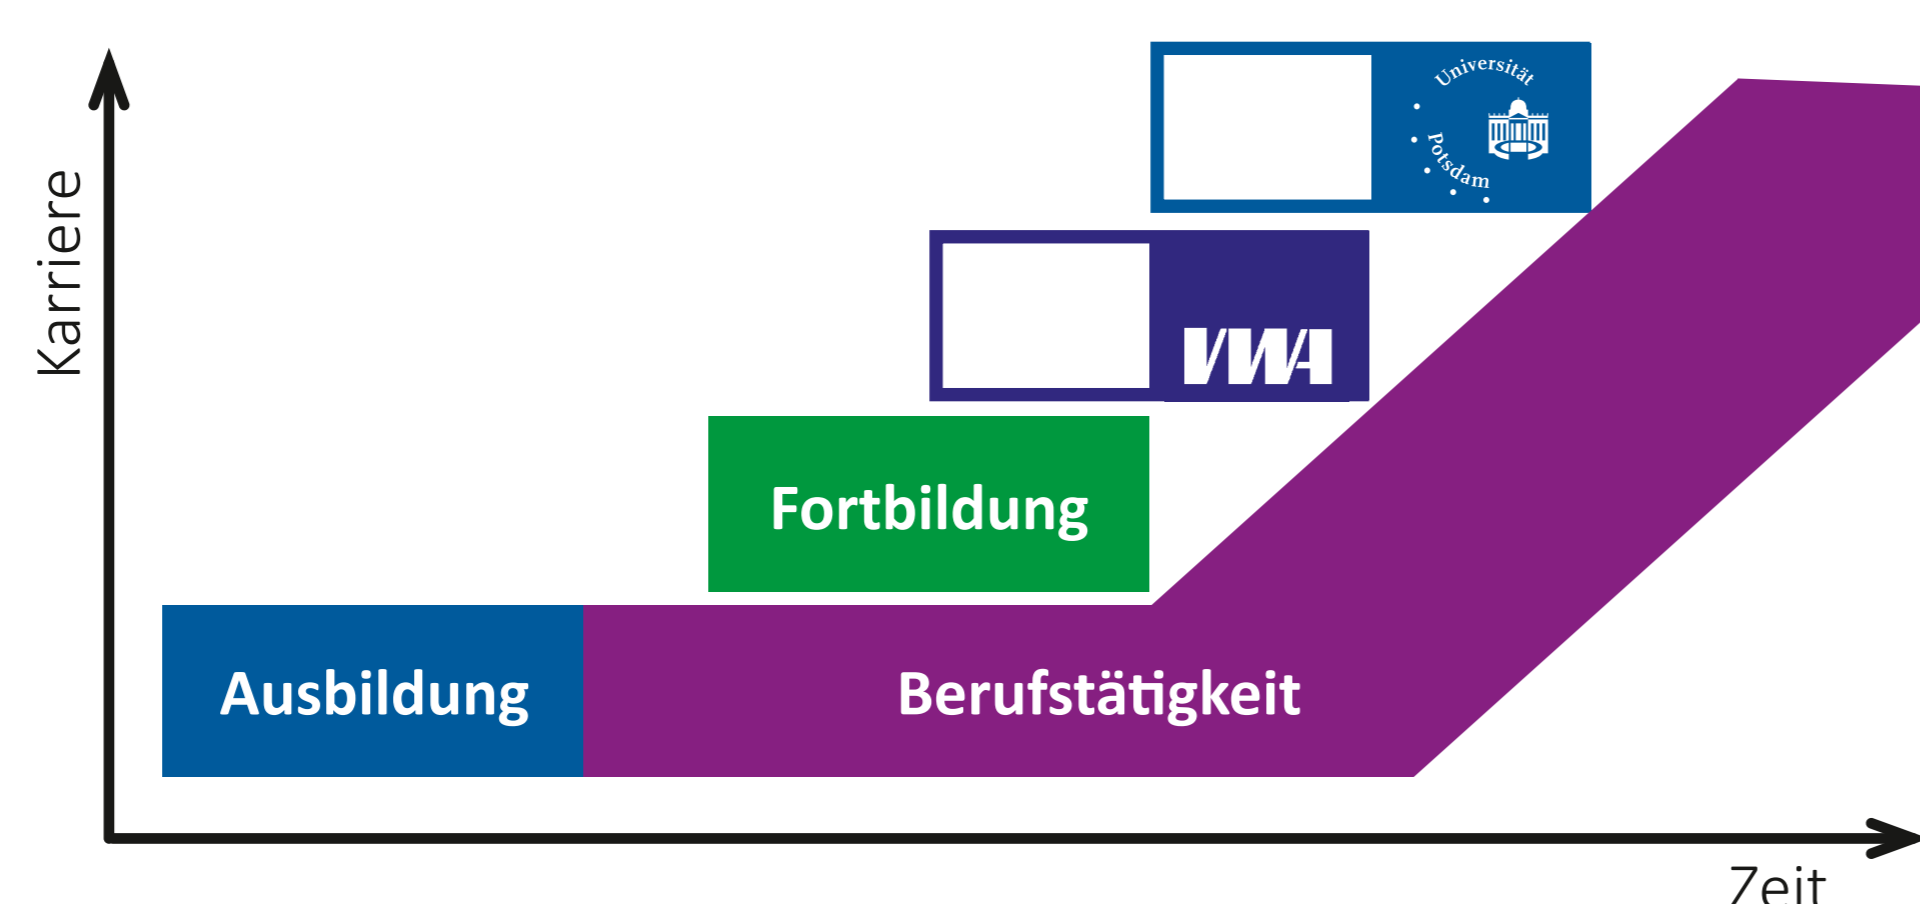 Karriere
Universität
Potsdam
VWA
Fortbildung
Ausbildung
Berufstätigkeit
Zeit